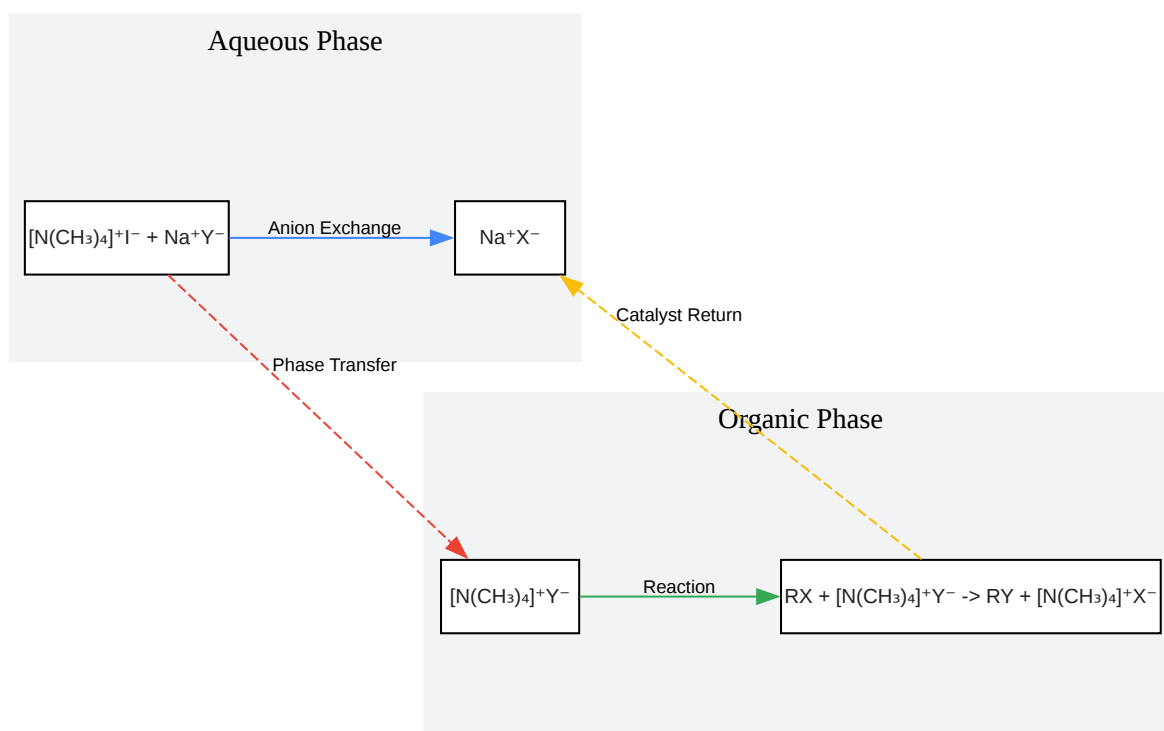 Aqueous Phase
[N(CH₃)₄]⁺I⁻ + Na⁺Y⁻
Anion Exchange
Na⁺X⁻
Catalyst Return
Phase Transfer
Organic Phase
[N(CH₃)₄]⁺Y⁻
Reaction
RX + [N(CH₃)₄]⁺Y⁻ -> RY + [N(CH₃)₄]⁺X⁻